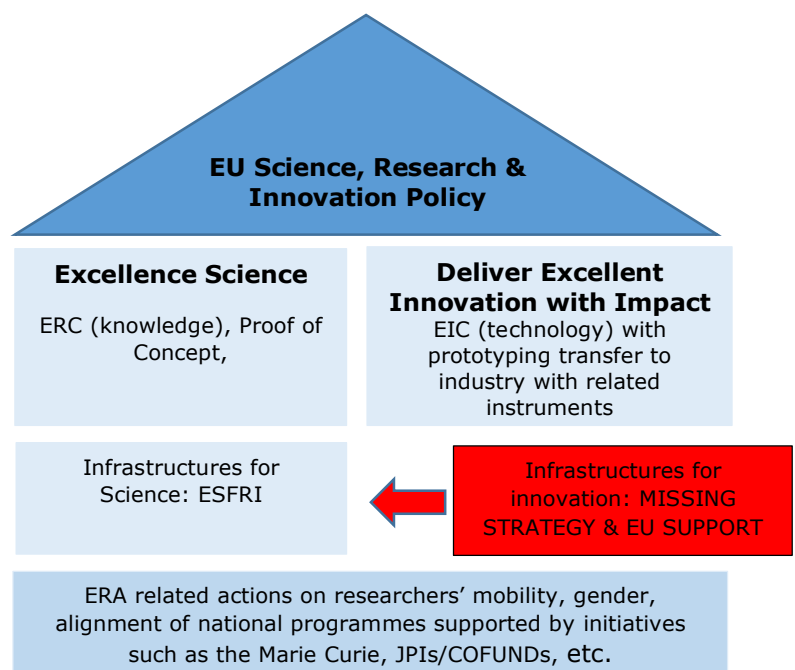 EU Science, Research &
Innovation Policy
Excellence Science
ERC (knowledge), Proof of
Concept,
Deliver Excellent
Innovation with Impact
EIC (technology) with
prototyping transfer to
industry with related
instruments
Infrastructures for
Science: ESFRI
Infrastructures for
innovation: MISSING
STRATEGY & EU SUPPORT
ERA related actions on researchers’ mobility, gender,
alignment of national programmes supported by initiatives
such as the Marie Curie, JPIs/COFUNDs, etc.